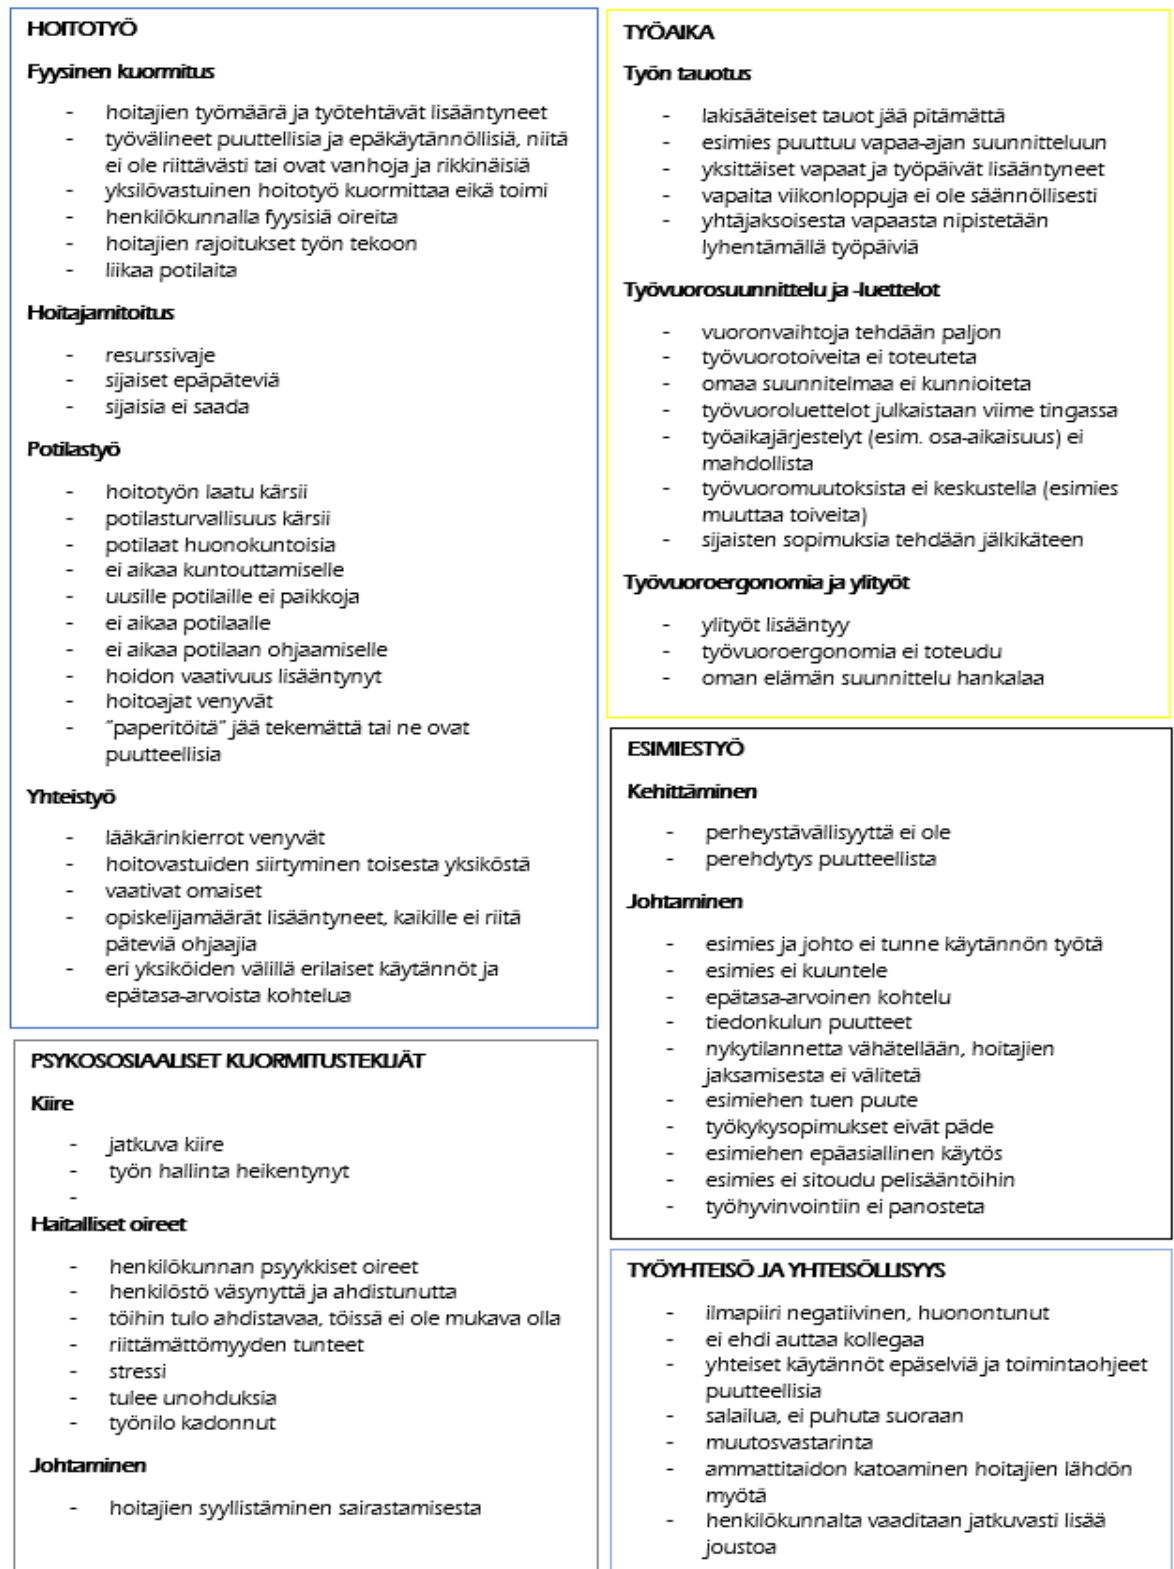 HOITOTYÖ
Fyysinen kuormitus
- hoitajien työmäärä ja työtehtävät lisääntyneet
- työvälineet puuttellisia ja epäkäytännöllisiä, niitä
ei ole riittävästi tai ovat vanhoja ja rikkinäisiä
- yksilövastuinen hoitotyö kuormittaa eikä toimi
- henkilökunnalla fyysisiä oireita
- hoitajien rajoitukset työn tekoon
- liikaa potilaita
Hoitajamitoitus
- resurssivaje
- sijaiset epäpäteviä
- sijaisia ei saada
Potilastyö
- hoitotyön laatu kärsii
- potilasturvallisuus kärsii
- potilaat huonokuntoisia
- ei aikaa kuntouttamiselle
- uusille potilaille ei paikkoja
- ei aikaa potilaalle
- ei aikaa potilaan ohjaamiselle
- hoidon vaativuus lisääntynyt
- hoitoajat venyvät
- "paperitöitä" jää tekemättä tai ne ovat
puutteellisia
Yhteistyö
- lääkärinkierrot venyvät
- hoitovastuiden siirtyminen toisesta yksiköstä
- vaativat omaiset
- opiskelijamäärät lisääntyneet, kaikille ei riitä
päteviä ohjaajia
- eri yksiköiden välillä erilaiset käytännöt ja
epätasa-arvoista kohtelua
PSYKOSOSIAALISET KUORMITUSTEKIJÄT
Kiire
- jatkuva kiire
- työn hallinta heikentynyt
-
Haitalliset oireet
- henkilökunnan psyykkiset oireet
- henkilöstö väsynyttä ja ahdistunutta
- töihin tulo ahdistavaa, töissä ei ole mukava olla
- riittämättömyyden tunteet
- stressi
- tulee unohduksia
- työnilo kadonnut
Johtaminen
- hoitajien syyllistäminen sairastamisesta
TYÖAIKA
Työn tauotus
- lakisääteiset tauot jää pitämättä
- esimies puuttuu vapaa-ajan suunnitteluun
- yksittäiset vapaat ja työpäivät lisääntyneet
- vapaita viikonloppuja ei ole säännöllisesti
- yhtäjaksoisesta vapaasta nipistetään
lyhentämällä työpäiviä
Työvuorosuunnittelu ja -luettelot
- vuoronvaihtoja tehdään paljon
- työvuorotoiveita ei toteuteta
- omaa suunnitelmaa ei kunnioiteta
- työvuoroluettelot julkaistaan viime tingassa
- työaikajärjestelyt (esim. osa-aikaisuus) ei
mahdollista
- työvuoromuutoksista ei keskustella (esimies
muuttaa toiveita)
- sijaisten sopimuksia tehdään jälkikäteen
Työvuoroergonomia ja ylityöt
- ylityöt lisääntyy
- työvuoroergonomia ei toteudu
- oman elämän suunnittelu hankalaa
ESIMIESTYÖ
Kehittäminen
- perheystävällisyyttä ei ole
- perehdytys puutteellista
Johtaminen
- esimies ja johto ei tunne käytännön työtä
- esimies ei kuuntele
- epätasa-arvoinen kohtelu
- tiedonkulun puutteet
- nykytilannetta vähätellään, hoitajien
jaksamisesta ei välitetä
- esimiehen tuen puute
- työkykysopimukset eivät päde
- esimiehen epäasiallinen käytös
- esimies ei sitoudu pelisääntöihin
- työhyvinvointiin ei panosteta
TYÖYHTEISÖ JA YHTEISÖLLISYYS
- ilmapiiri negatiivinen, huonontunut
- ei ehdi auttaa kollegaa
- yhteiset käytännöt epäselviä ja toimintaohjeet
puutteellisia
- salailua, ei puhuta suoraan
- muutosvastarinta
- ammattitaidon katoaminen hoitajien lähdön
myötä
- henkilökunnalta vaaditaan jatkuvasti lisää
joustoa